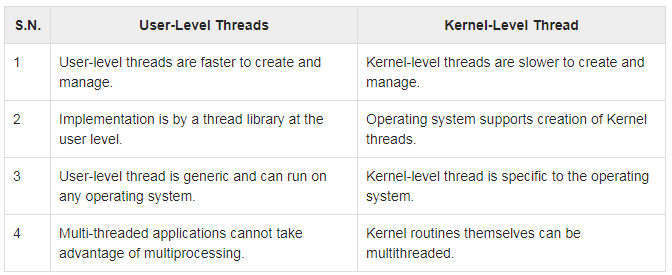 S.N. User-Level Threads Kernel-Level Thread
1 User-level threads are faster to create and Kernel-level threads are slower to create and
manage. manage.
2 Implementation is by a thread library at the Operating system supports creation of Kernel
user level. threads.
3 User-level thread is generic and can run on Kernel-level thread is specific to the operating
any operating system. system.
4 Multi-threaded applications cannot take Kernel routines themselves can be
advantage of multiprocessing. multithreaded.